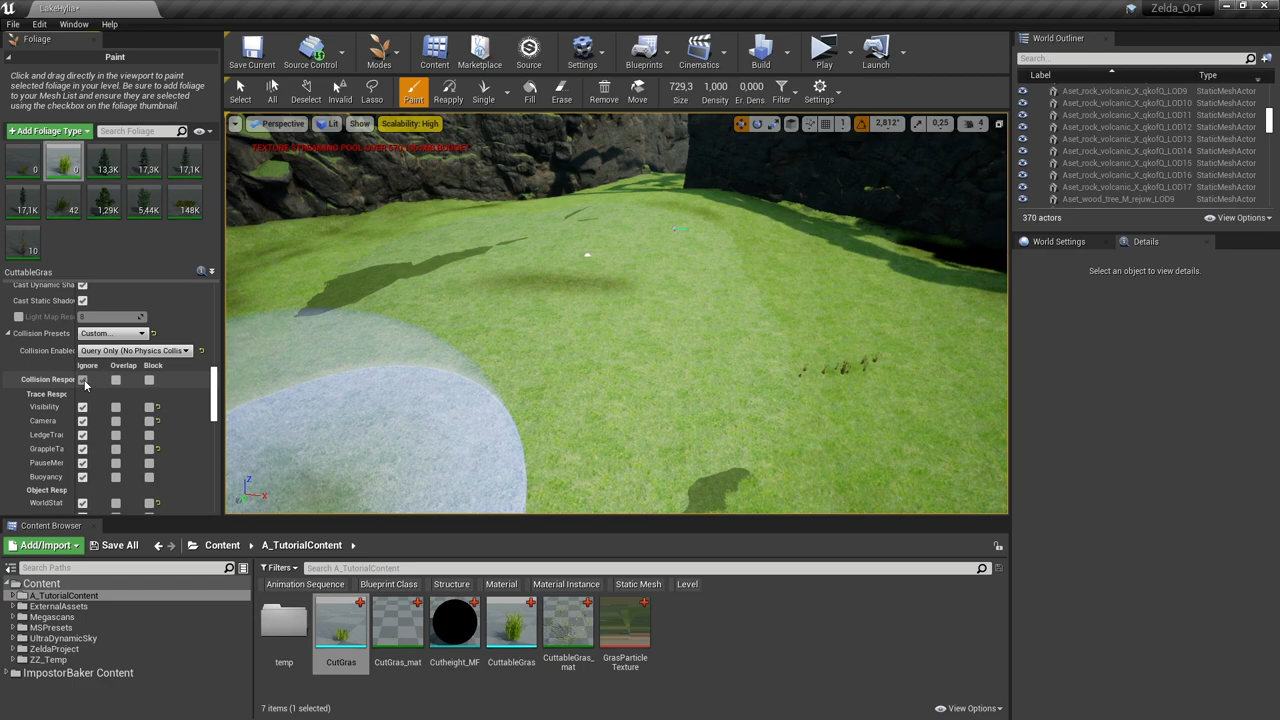 LakeHylia*
Zelda_OoT
File Edit Window Help
Foliage
Paint
Click and drag directly in the viewport to paint
selected foliage in your level. Be sure to add foliage
to your Mesh List and ensure they are selected
using the checkbox on the foliage thumbnail.
+Add Foliage Type
Search Foliage
0 0 13,3K 17,3K 17,1K
17,1K 42 1,29K 5,44K 148K
10
CuttableGras
Cast Dynamic Sha
Cast Static Shado
Light Map Res 8
Collision Presets Custom...
Collision Enablec Query Only (No Physics Collis
Ignore Overlap Block
Collision Respor
Trace Respc
Visibility
Camera
LedgeTrac
GrappleTa
PauseMer
Buoyancy
Object Resp
WorldStat
Save Current Source Control Modes Content Marketplace Source Settings Blueprints Cinematics Build Play Launch
Select All Deselect Invalid Lasso Paint Reapply Single Fill Erase Remove Move
729,3 1,000 0,000
Size Density Er. Den Filter Settings
Perspective Lit Show Scalability: High
2,812° 0,25 4
World Outliner
Search...
Label Type
Aset_rock_volcanic_X_qkofQ_LOD9 StaticMeshActor
Aset_rock_volcanic_X_qkofQ_LOD10 StaticMeshActor
Aset_rock_volcanic_X_qkofQ_LOD11 StaticMeshActor
Aset_rock_volcanic_X_qkofQ_LOD12 StaticMeshActor
Aset_rock_volcanic_X_qkofQ_LOD13 StaticMeshActor
Aset_rock_volcanic_X_qkofQ_LOD14 StaticMeshActor
Aset_rock_volcanic_X_qkofQ_LOD15 StaticMeshActor
Aset_rock_volcanic_X_qkofQ_LOD16 StaticMeshActor
Aset_rock_volcanic_X_qkofQ_LOD17 StaticMeshActor
Aset_wood_tree_M_rejuw_LOD9 StaticMeshActor
370 actors View Options
World Settings Details
Select an object to view details.
Z
X
Content Browser
Add/Import Save All Content A_TutorialContent
Search Paths
Filters Search A_TutorialContent
Animation Sequence Blueprint Class Structure Material Material Instance Static Mesh Level
Content
A_TutorialContent
ExternalAssets
Megascans
MSPresets
UltraDynamicSky
ZeldaProject
ZZ_Temp
ImpostorBaker Content
temp CutGras CutGras_mat Cutheight_MF CuttableGras CuttableGras_ GrasParticle
mat Texture
7 items (1 selected) View Options